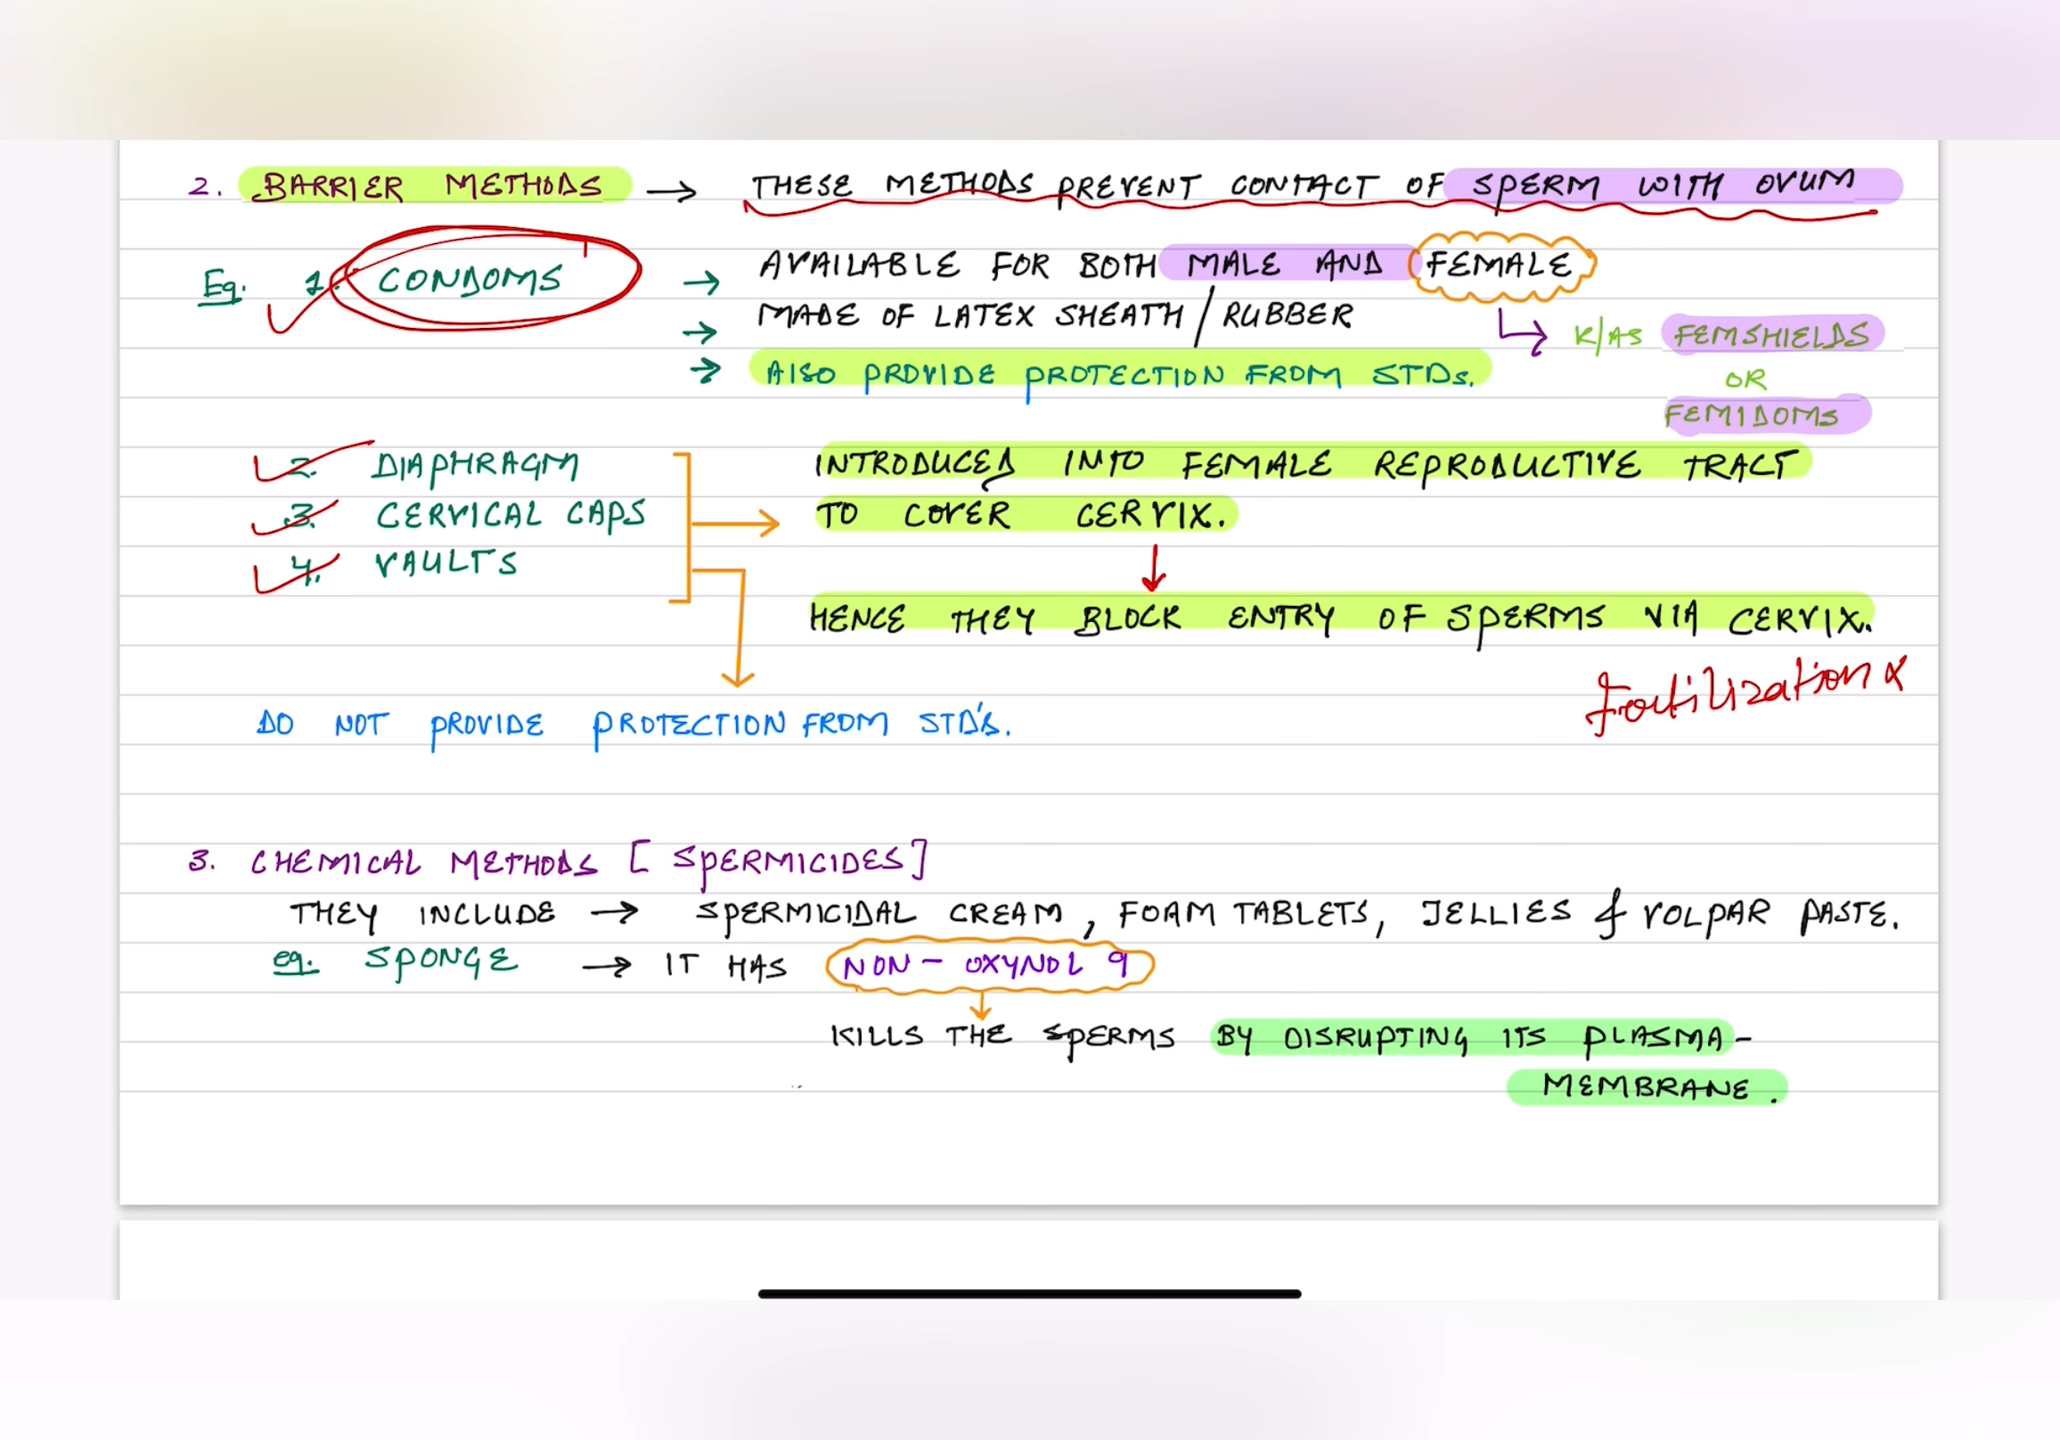 2. BARRIER METHODS → THESE METHODS PREVENT CONTACT OF SPERM WITH OVUM
Eg. 1. CONDOMS → AVAILABLE FOR BOTH MALE AND FEMALE
→ MADE OF LATEX SHEATH / RUBBER
K/AS FEMSHIELDS
→ ALSO PROVIDE PROTECTION FROM STDs.
OR
FEMIDOMS
2. DIAPHRAGM
INTRODUCED INTO FEMALE REPRODUCTIVE TRACT
3. CERVICAL CAPS
TO COVER CERVIX.
4. VAULTS
HENCE THEY BLOCK ENTRY OF SPERMS VIA CERVIX.
Fertilization
DO NOT PROVIDE PROTECTION FROM STD'S.
3. CHEMICAL METHODS [SPERMICIDES]
THEY INCLUDE → SPERMICIDAL CREAM, FOAM TABLETS, JELLIES & VOLPAR PASTE.
eg. SPONGE → IT HAS NON-OXYNOL 9
KILLS THE SPERMS BY DISRUPTING ITS PLASMA-
MEMBRANE.